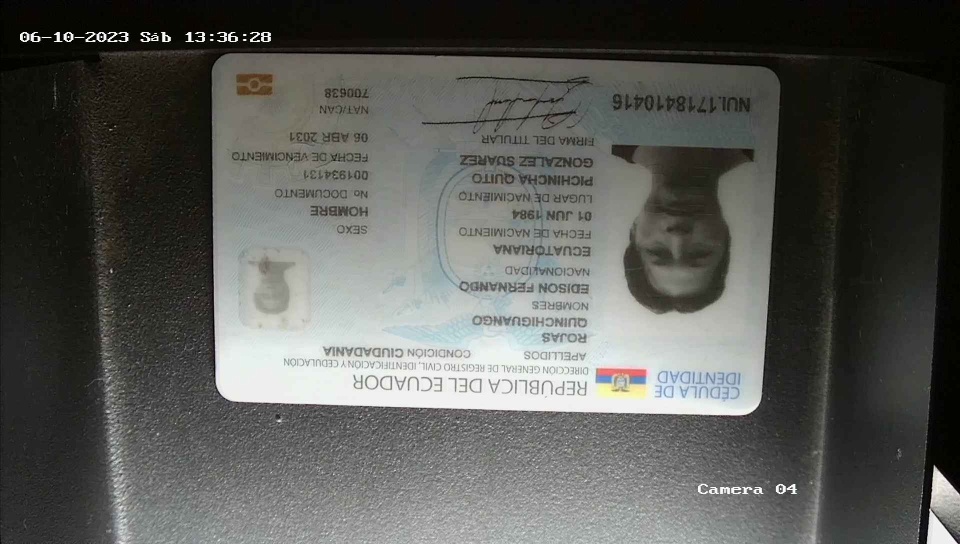 06-10-2023 Sáb 13:36:28
CÉDULA DE IDENTIDAD
REPÚBLICA DEL ECUADOR
DIRECCIÓN GENERAL DE REGISTRO CIVIL, IDENTIFICACIÓN Y CEDULACIÓN
APELLIDOS
ROJAS
QUINCHIGUANGO
NOMBRES
EDISON FERNANDO
NACIONALIDAD
ECUATORIANA
FECHA DE NACIMIENTO
01 JUN 1984
LUGAR DE NACIMIENTO
PICHINCHA QUITO
GONZALEZ SUAREZ
FIRMA DEL TITULAR
CONDICIÓN CIUDADANÍA
SEXO
HOMBRE
No. DOCUMENTO
001934131
FECHA DE VENCIMIENTO
06 ABR 2031
NAT/CAN
700638
NUI.1718410416
Camera 04